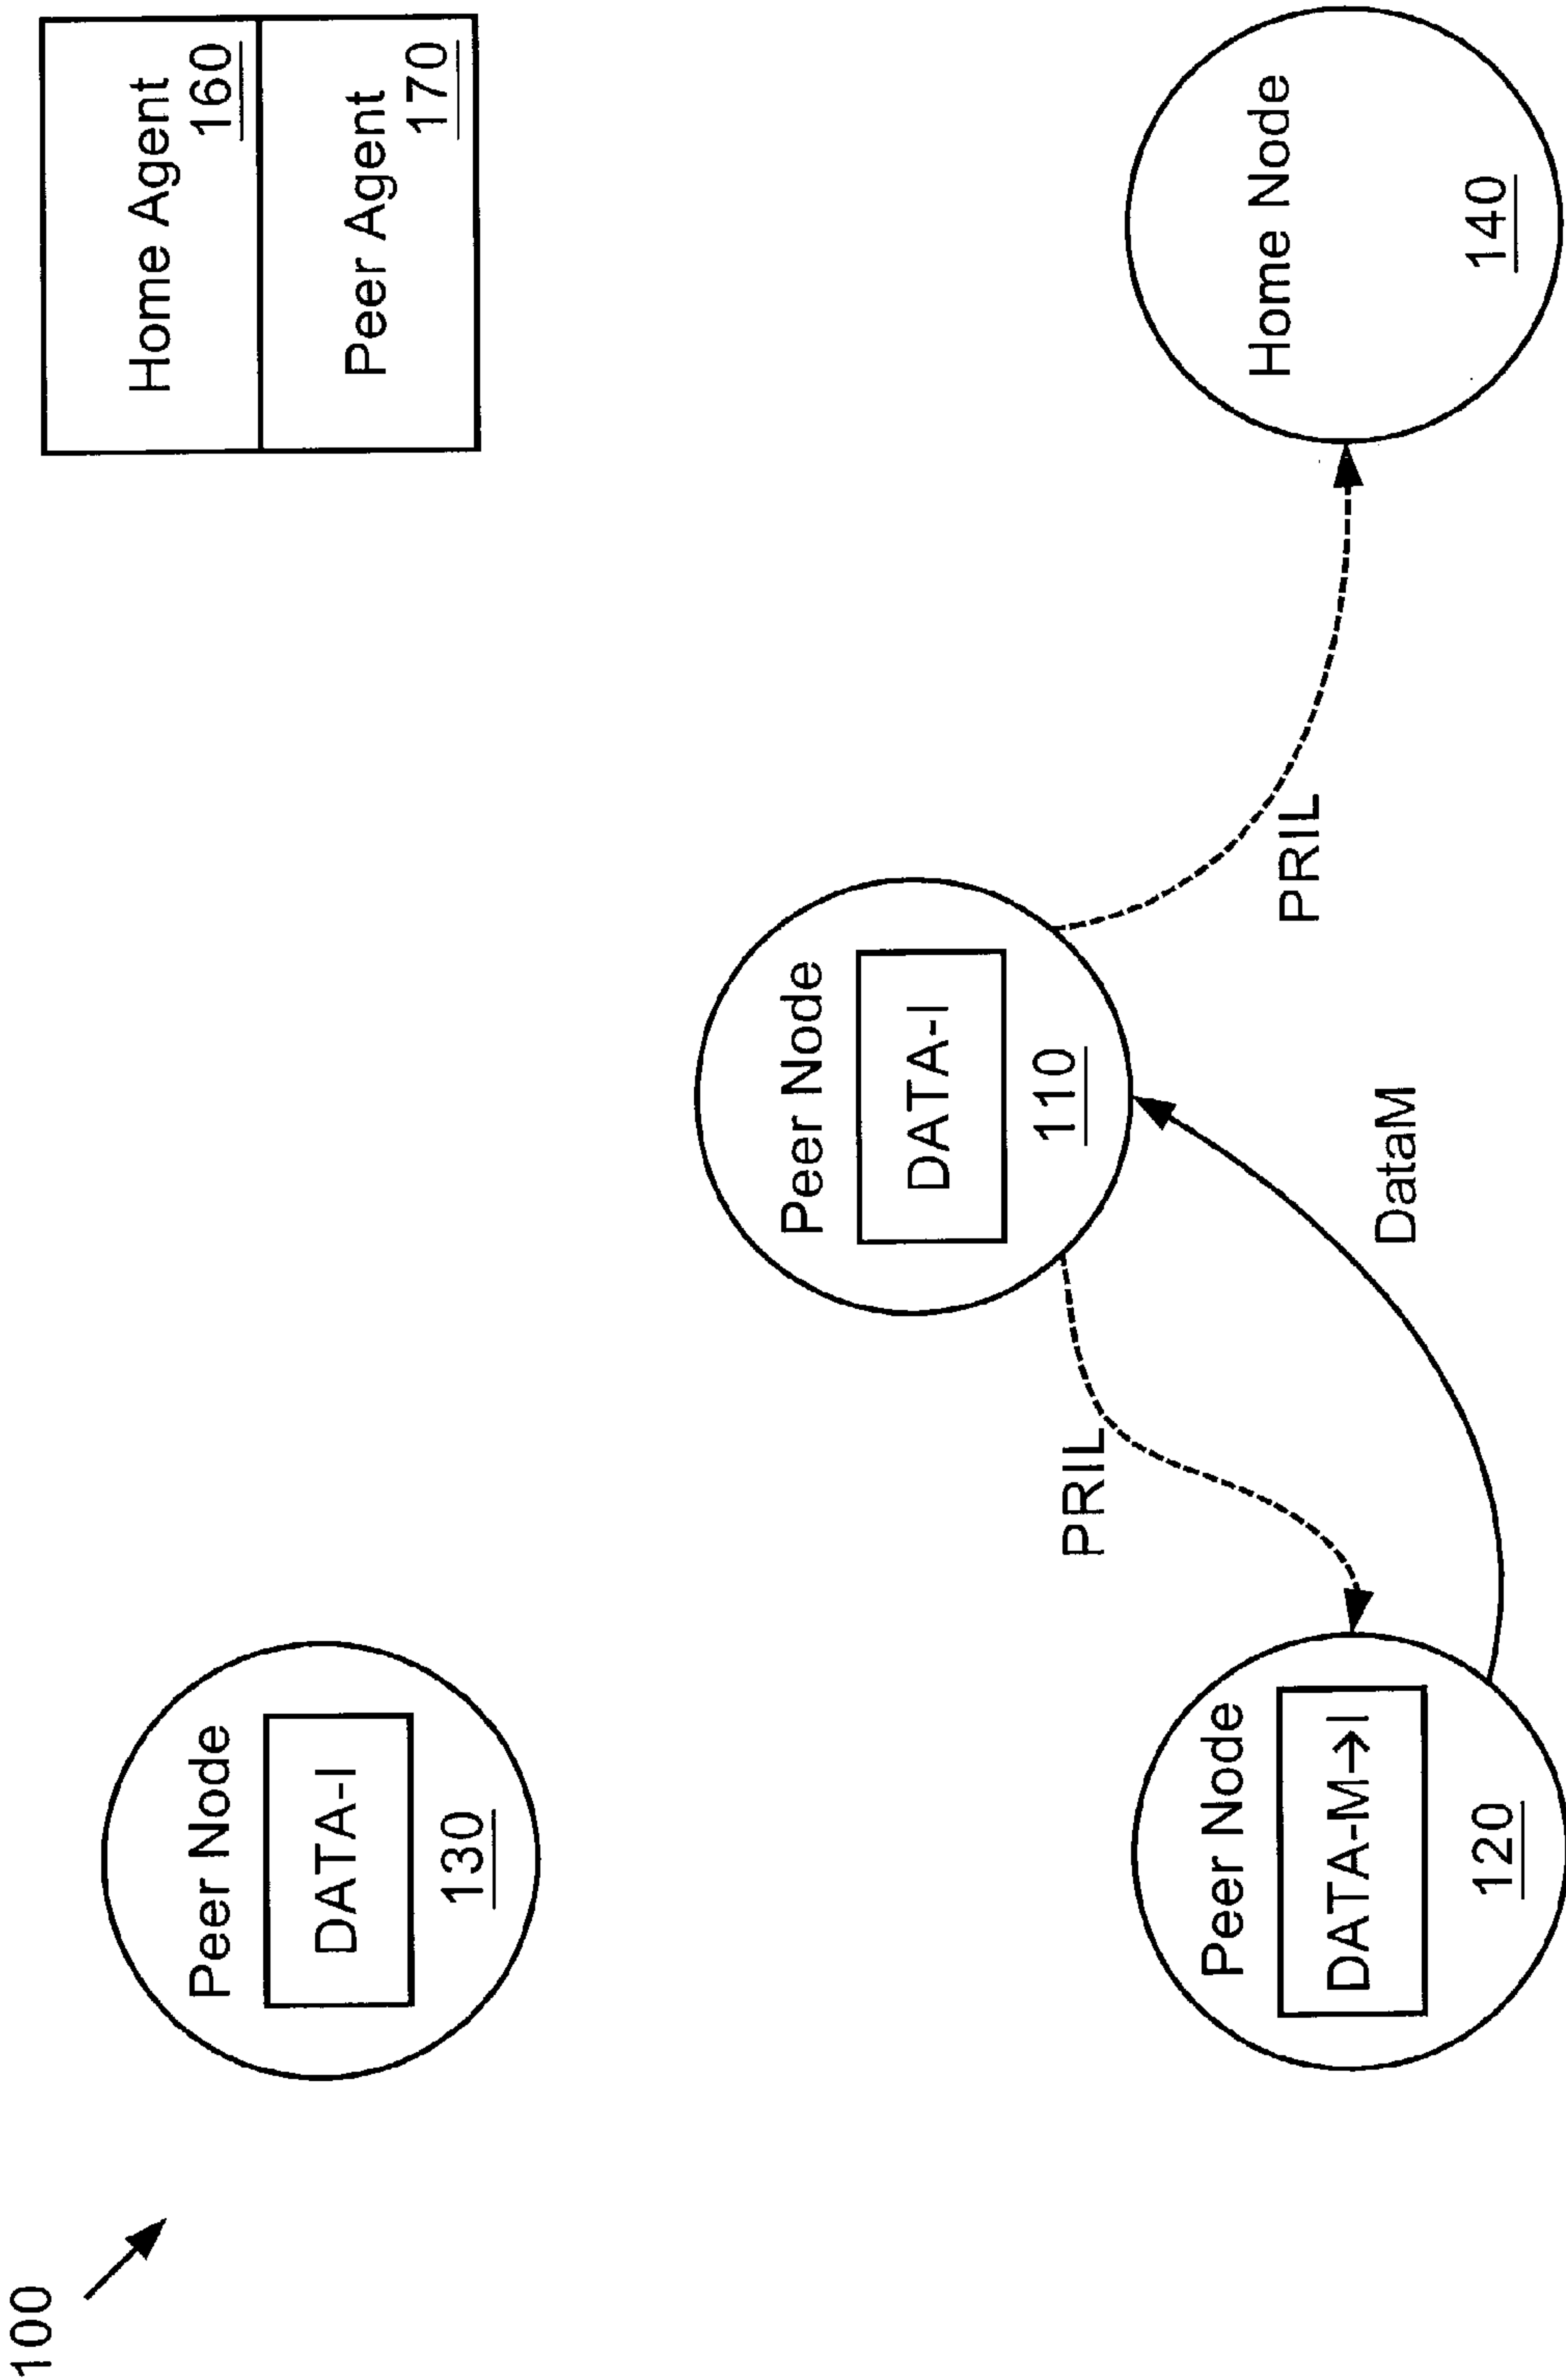 100
Peer Node
DATA-I
130
Home Agent
160
Peer Agent
170
Peer Node
DATA-I
110
PRIL
PRIL
DataM
Peer Node
DATA-M→I
120
Home Node
140